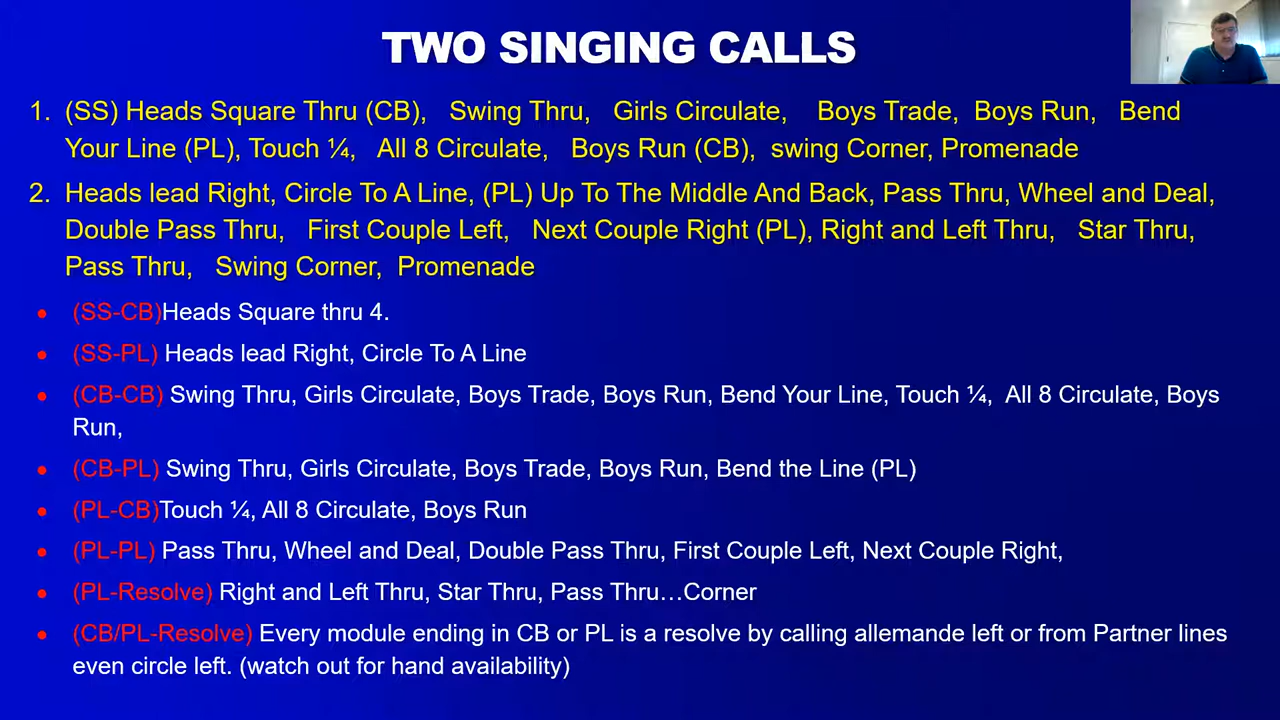 TWO SINGING CALLS
1. (SS) Heads Square Thru (CB), Swing Thru, Girls Circulate, Boys Trade, Boys Run, Bend
Your Line (PL), Touch ¼, All 8 Circulate, Boys Run (CB), swing Corner, Promenade
2. Heads lead Right, Circle To A Line, (PL) Up To The Middle And Back, Pass Thru, Wheel and Deal,
Double Pass Thru, First Couple Left, Next Couple Right (PL), Right and Left Thru, Star Thru,
Pass Thru, Swing Corner, Promenade
• (SS-CB)Heads Square thru 4.
• (SS-PL) Heads lead Right, Circle To A Line
• (CB-CB) Swing Thru, Girls Circulate, Boys Trade, Boys Run, Bend Your Line, Touch ¼, All 8 Circulate, Boys
Run,
• (CB-PL) Swing Thru, Girls Circulate, Boys Trade, Boys Run, Bend the Line (PL)
• (PL-CB)Touch ¼, All 8 Circulate, Boys Run
• (PL-PL) Pass Thru, Wheel and Deal, Double Pass Thru, First Couple Left, Next Couple Right,
• (PL-Resolve) Right and Left Thru, Star Thru, Pass Thru…Corner
• (CB/PL-Resolve) Every module ending in CB or PL is a resolve by calling allemande left or from Partner lines
even circle left. (watch out for hand availability)